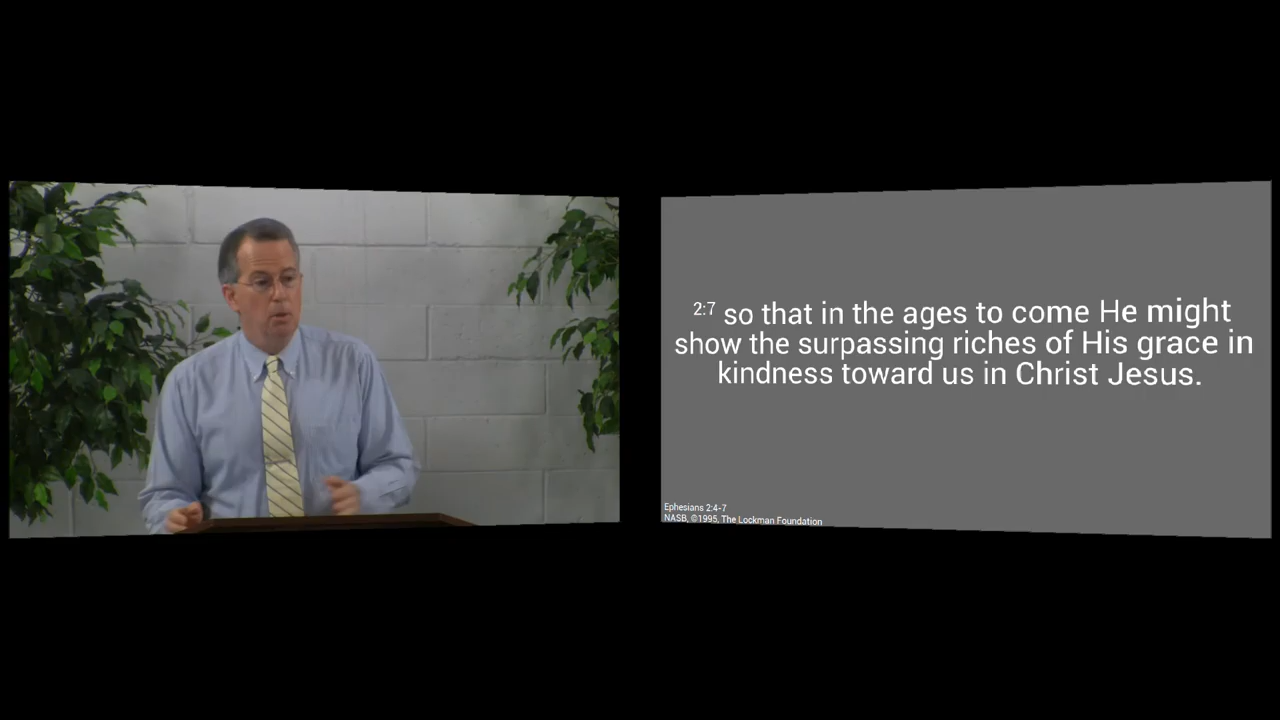 2:7 so that in the ages to come He might
show the surpassing riches of His grace in
kindness toward us in Christ Jesus.
Ephesians 2:4-7
NASB, ©1995, The Lockman Foundation